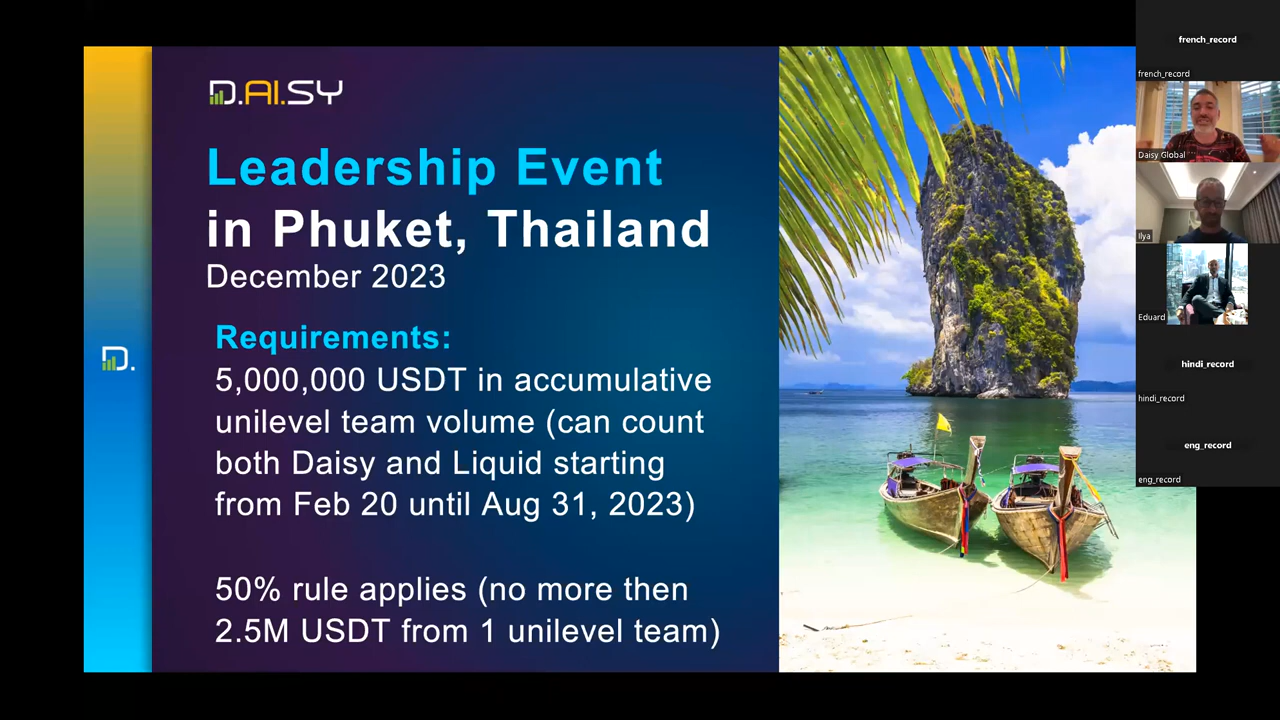 D.AI.SY
Leadership Event
in Phuket, Thailand
December 2023
Requirements:
5,000,000 USDT in accumulative
unilevel team volume (can count
both Daisy and Liquid starting
from Feb 20 until Aug 31, 2023)
50% rule applies (no more then
2.5M USDT from 1 unilevel team)
D.
french_record
french_record
Daisy Global
Ilya
Eduard
hindi_record
hindi_record
eng_record
eng_record